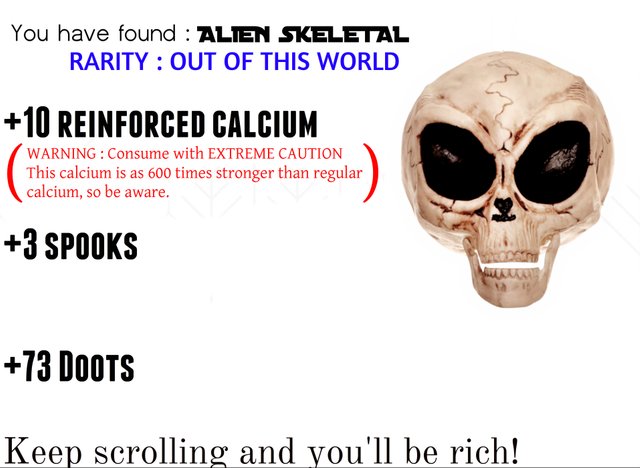 You have found : ALIEN SKELETAL
RARITY : OUT OF THIS WORLD
+10 REINFORCED CALCIUM
(WARNING : Consume with EXTREME CAUTION
This calcium is as 600 times stronger than regular
calcium, so be aware.)
+3 SPOOKS
+73 DOOTS
Keep scrolling and you'll be rich!